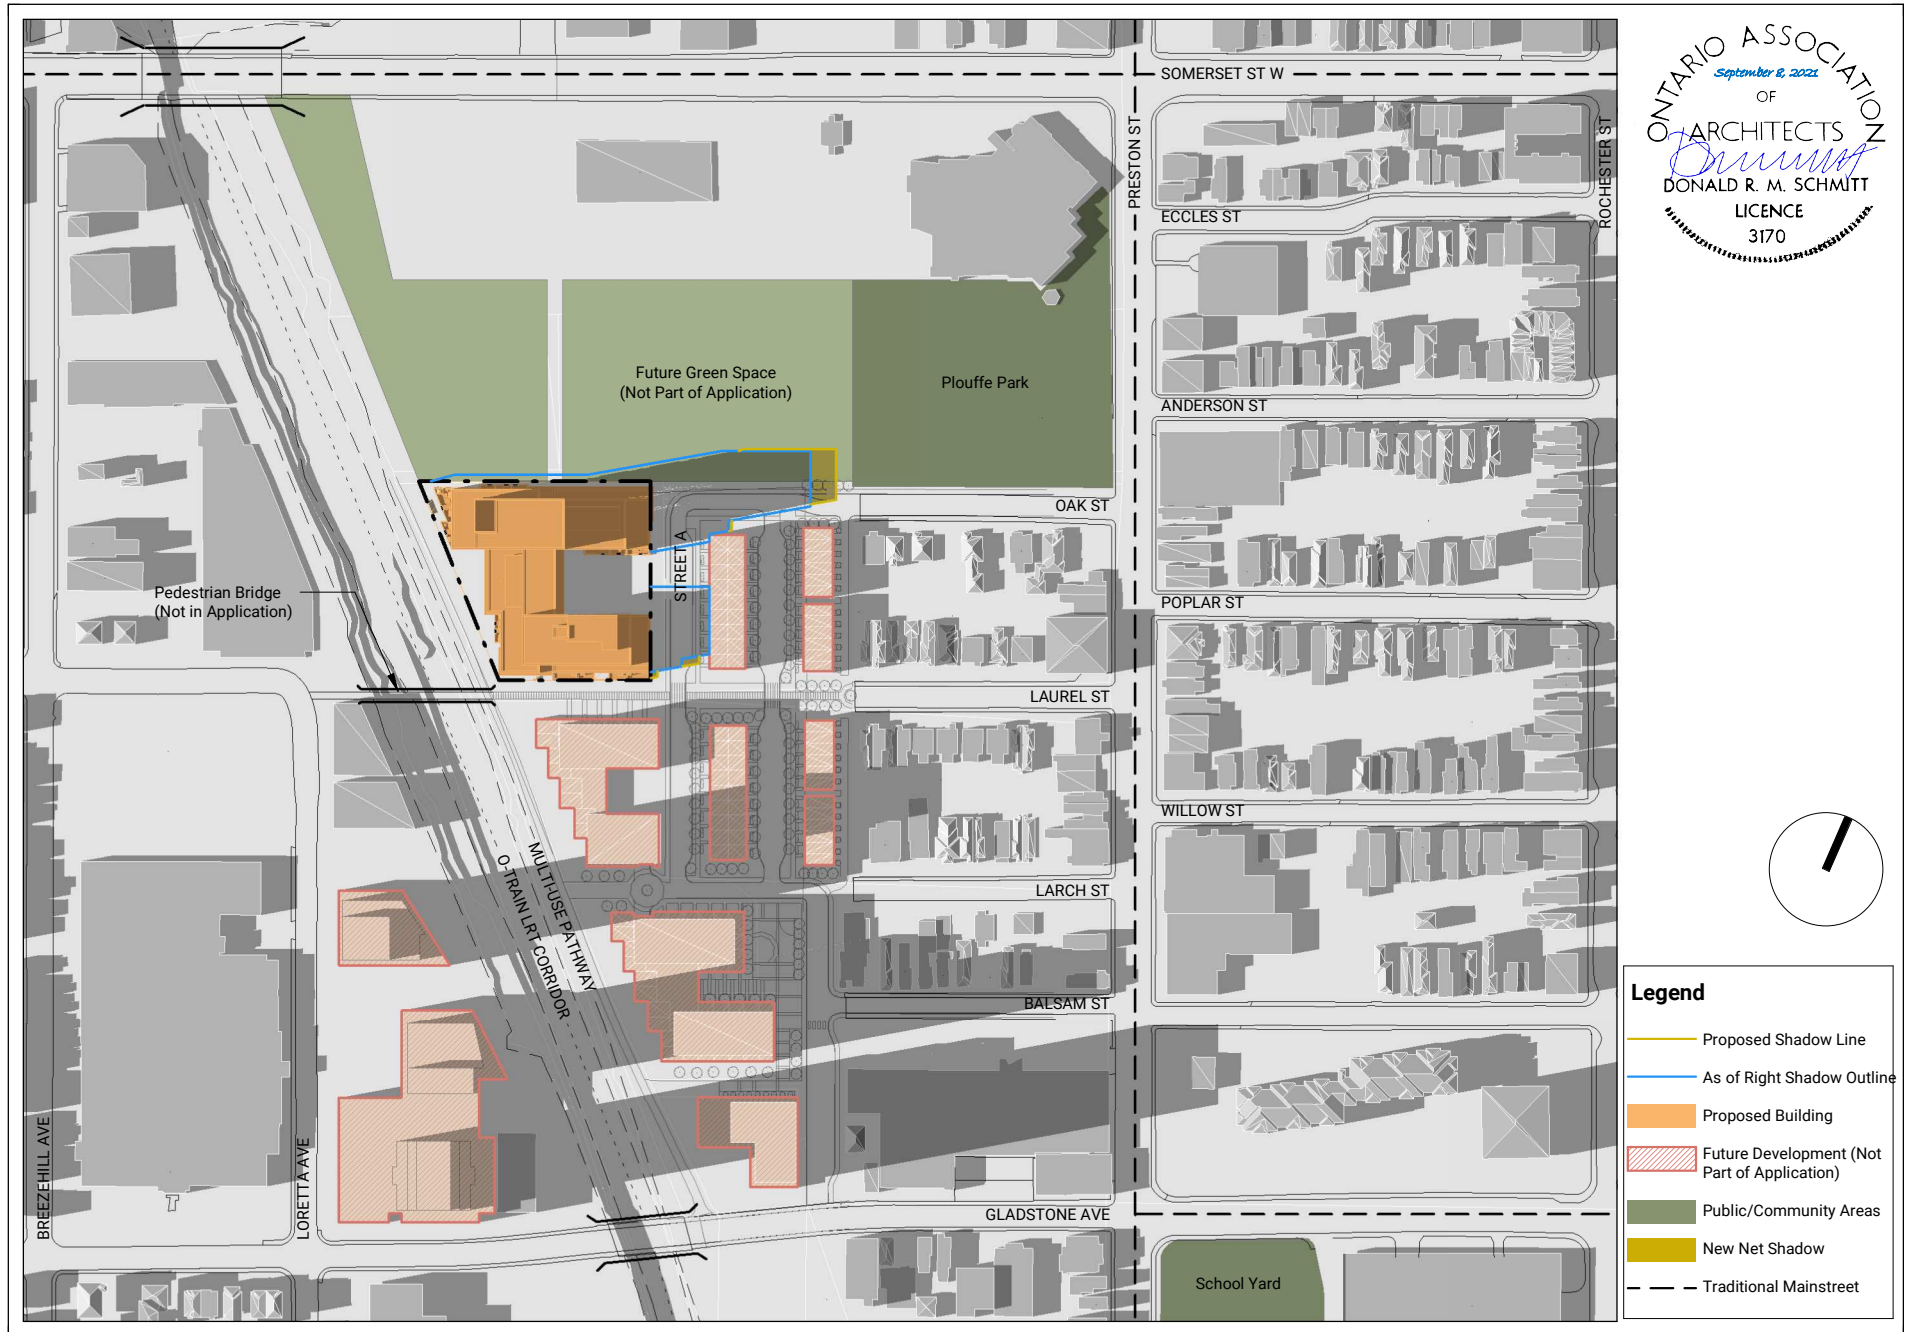 SOMERSET ST W
PRESTON ST
ROCHESTER ST
ECCLES ST
ANDERSON ST
Future Green Space
(Not Part of Application)
Plouffe Park
OAK ST
STREET A
POPLAR ST
Pedestrian Bridge
(Not in Application)
LAUREL ST
WILLOW ST
MULTI-USE PATHWAY
O-TRAIN LRT CORRIDOR
LARCH ST
BALSAM ST
BREEZEHILL AVE
LORETTA AVE
GLADSTONE AVE
School Yard
ONTARIO ASSOCIATION
September 8, 2021
OF
ARCHITECTS
DONALD R. M. SCHMITT
LICENCE
3170
Legend
Proposed Shadow Line
As of Right Shadow Outline
Proposed Building
Future Development (Not
Part of Application)
Public/Community Areas
New Net Shadow
Traditional Mainstreet